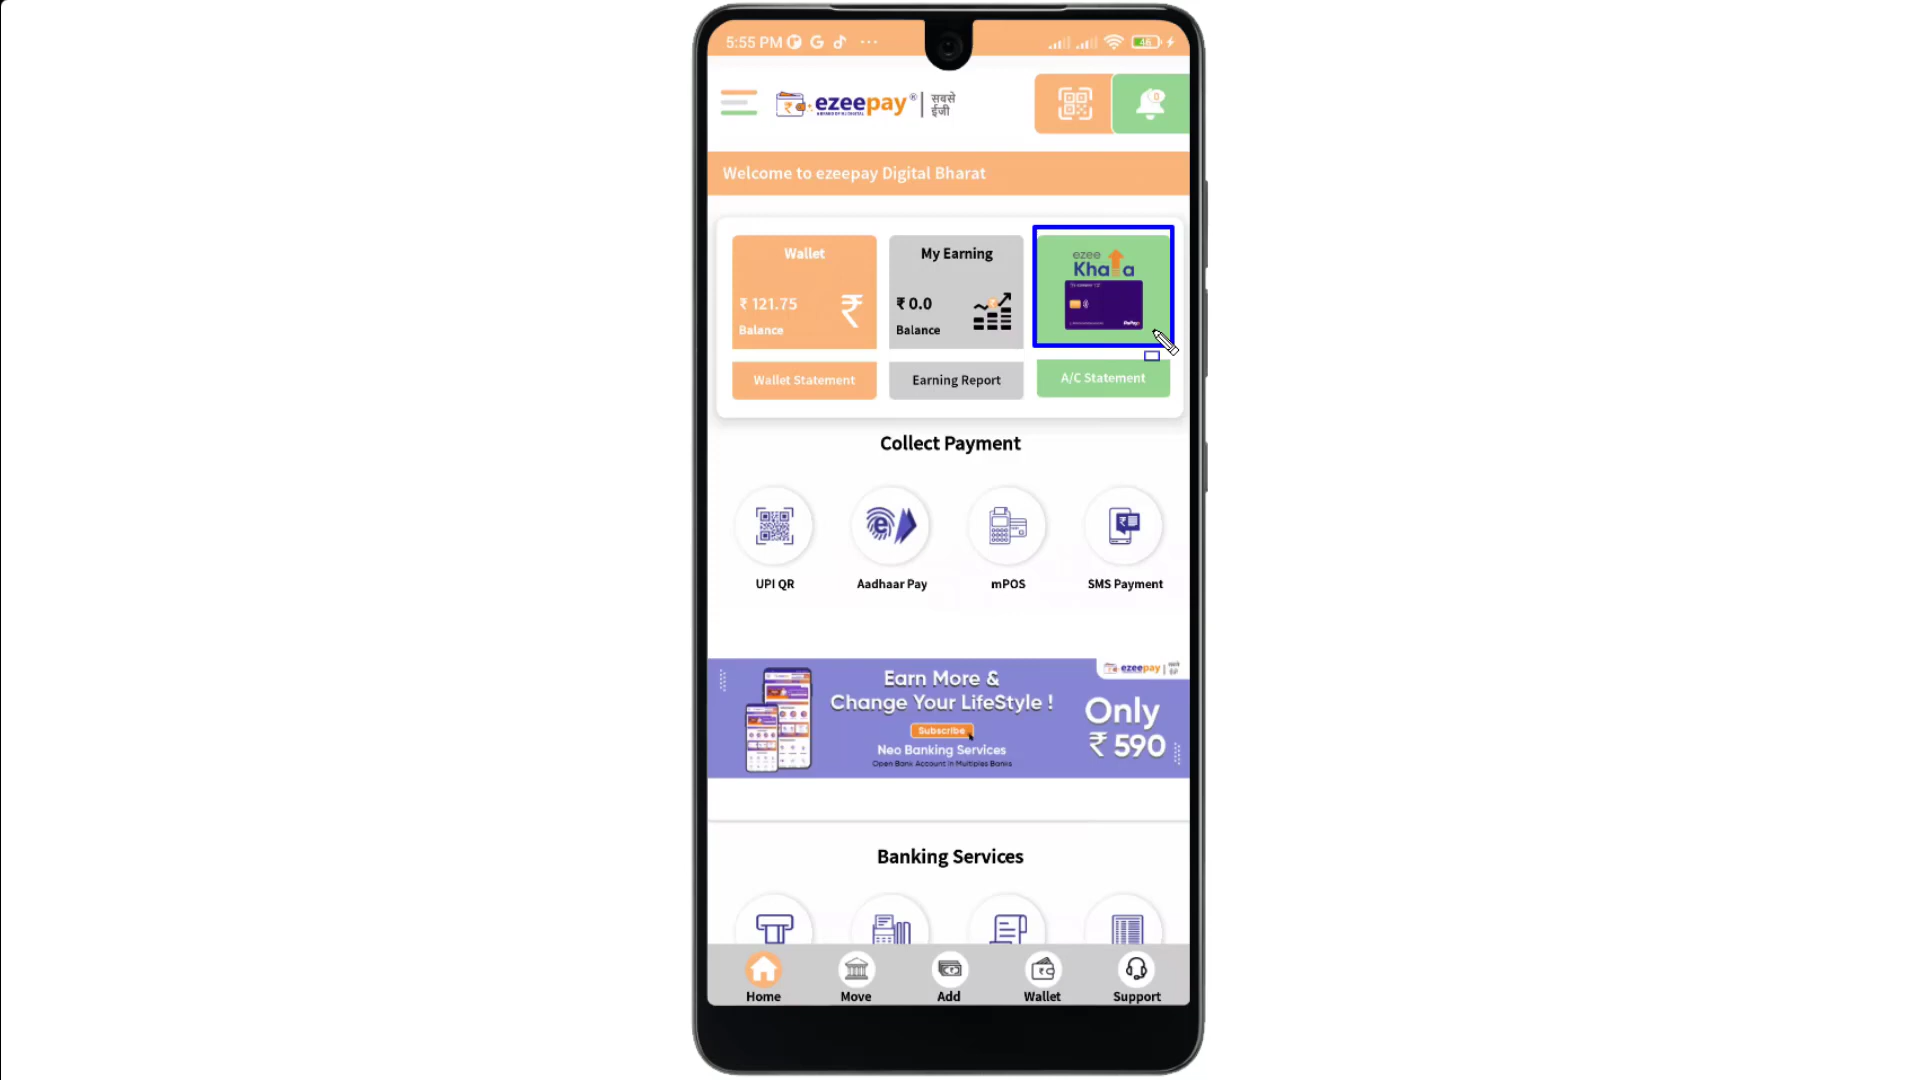 5:55 PM
46
ezeepay®
सबसे
ईजी
0
Welcome to ezeepay Digital Bharat
Wallet
₹ 121.75
Balance
My Earning
₹ 0.0
Balance
ezee
Khata
Wallet Statement
Earning Report
A/C Statement
Collect Payment
UPI QR
Aadhaar Pay
mPOS
SMS Payment
Earn More &
Change Your LifeStyle !
Subscribe
Neo Banking Services
Open Bank Account in Multiples Banks
ezeepay
Only
₹ 590
Banking Services
Home
Move
Add
Wallet
Support